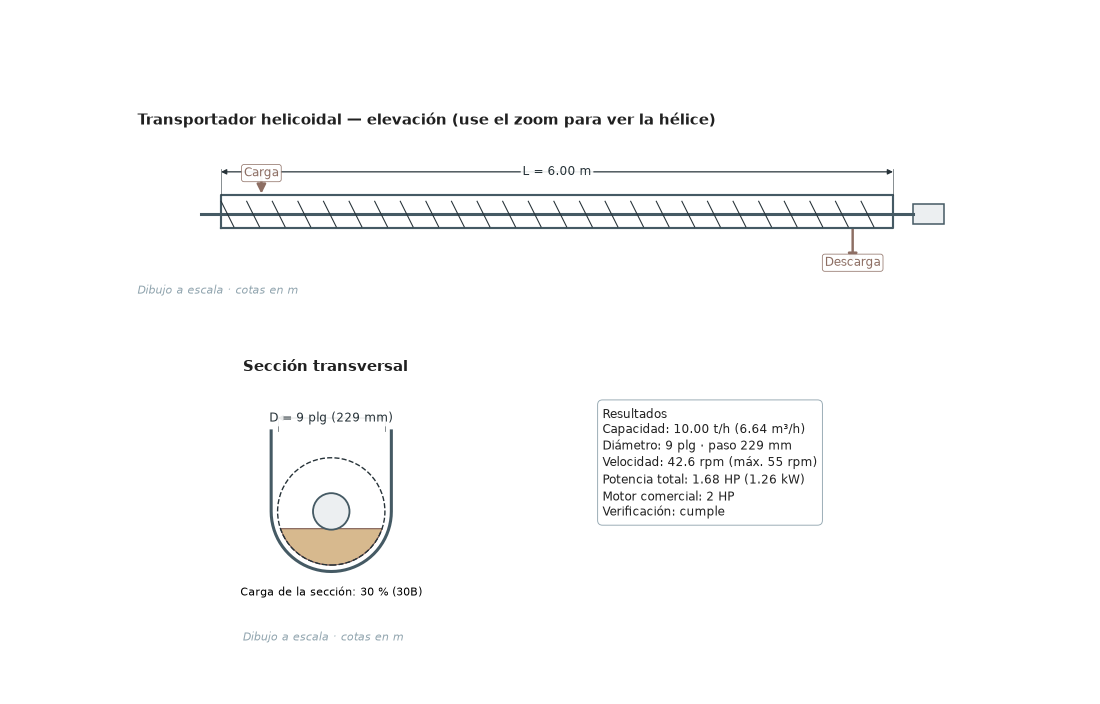 Transportador helicoidal — elevación (use el zoom para ver la hélice)
Carga
L = 6.00 m
Descarga
Dibujo a escala · cotas en m
Sección transversal
D = 9 plg (229 mm)
Carga de la sección: 30 % (30B)
Dibujo a escala · cotas en m
Resultados
Capacidad: 10.00 t/h (6.64 m³/h)
Diámetro: 9 plg · paso 229 mm
Velocidad: 42.6 rpm (máx. 55 rpm)
Potencia total: 1.68 HP (1.26 kW)
Motor comercial: 2 HP
Verificación: cumple